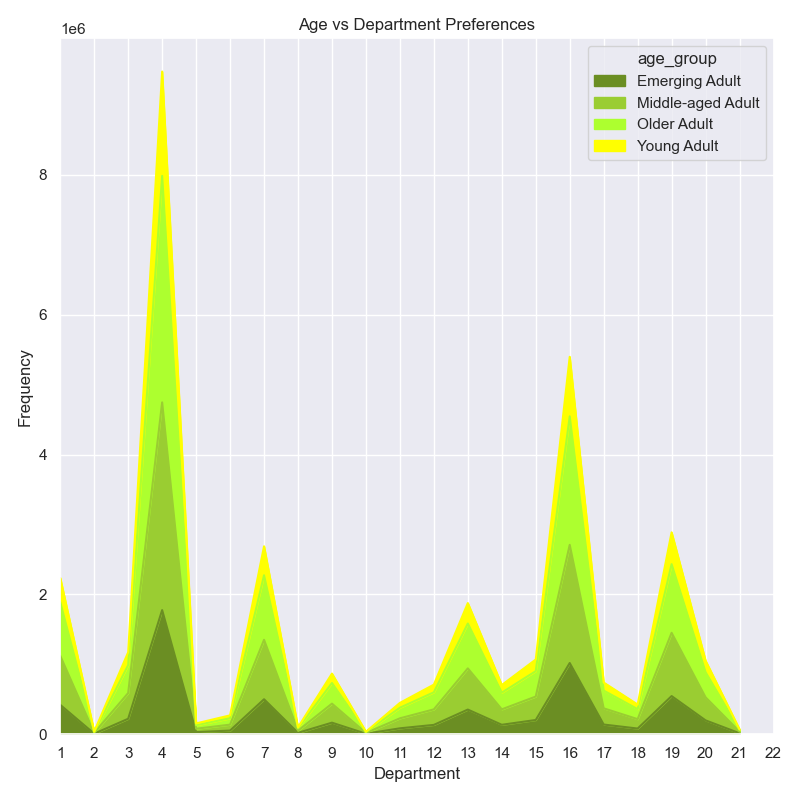 Age vs Department Preferences
1e6
age_group
Emerging Adult
Middle-aged Adult
Older Adult
Young Adult
8
6
4
2
0
Frequency
1 2 3 4 5 6 7 8 9 10 11 12 13 14 15 16 17 18 19 20 21 22
Department